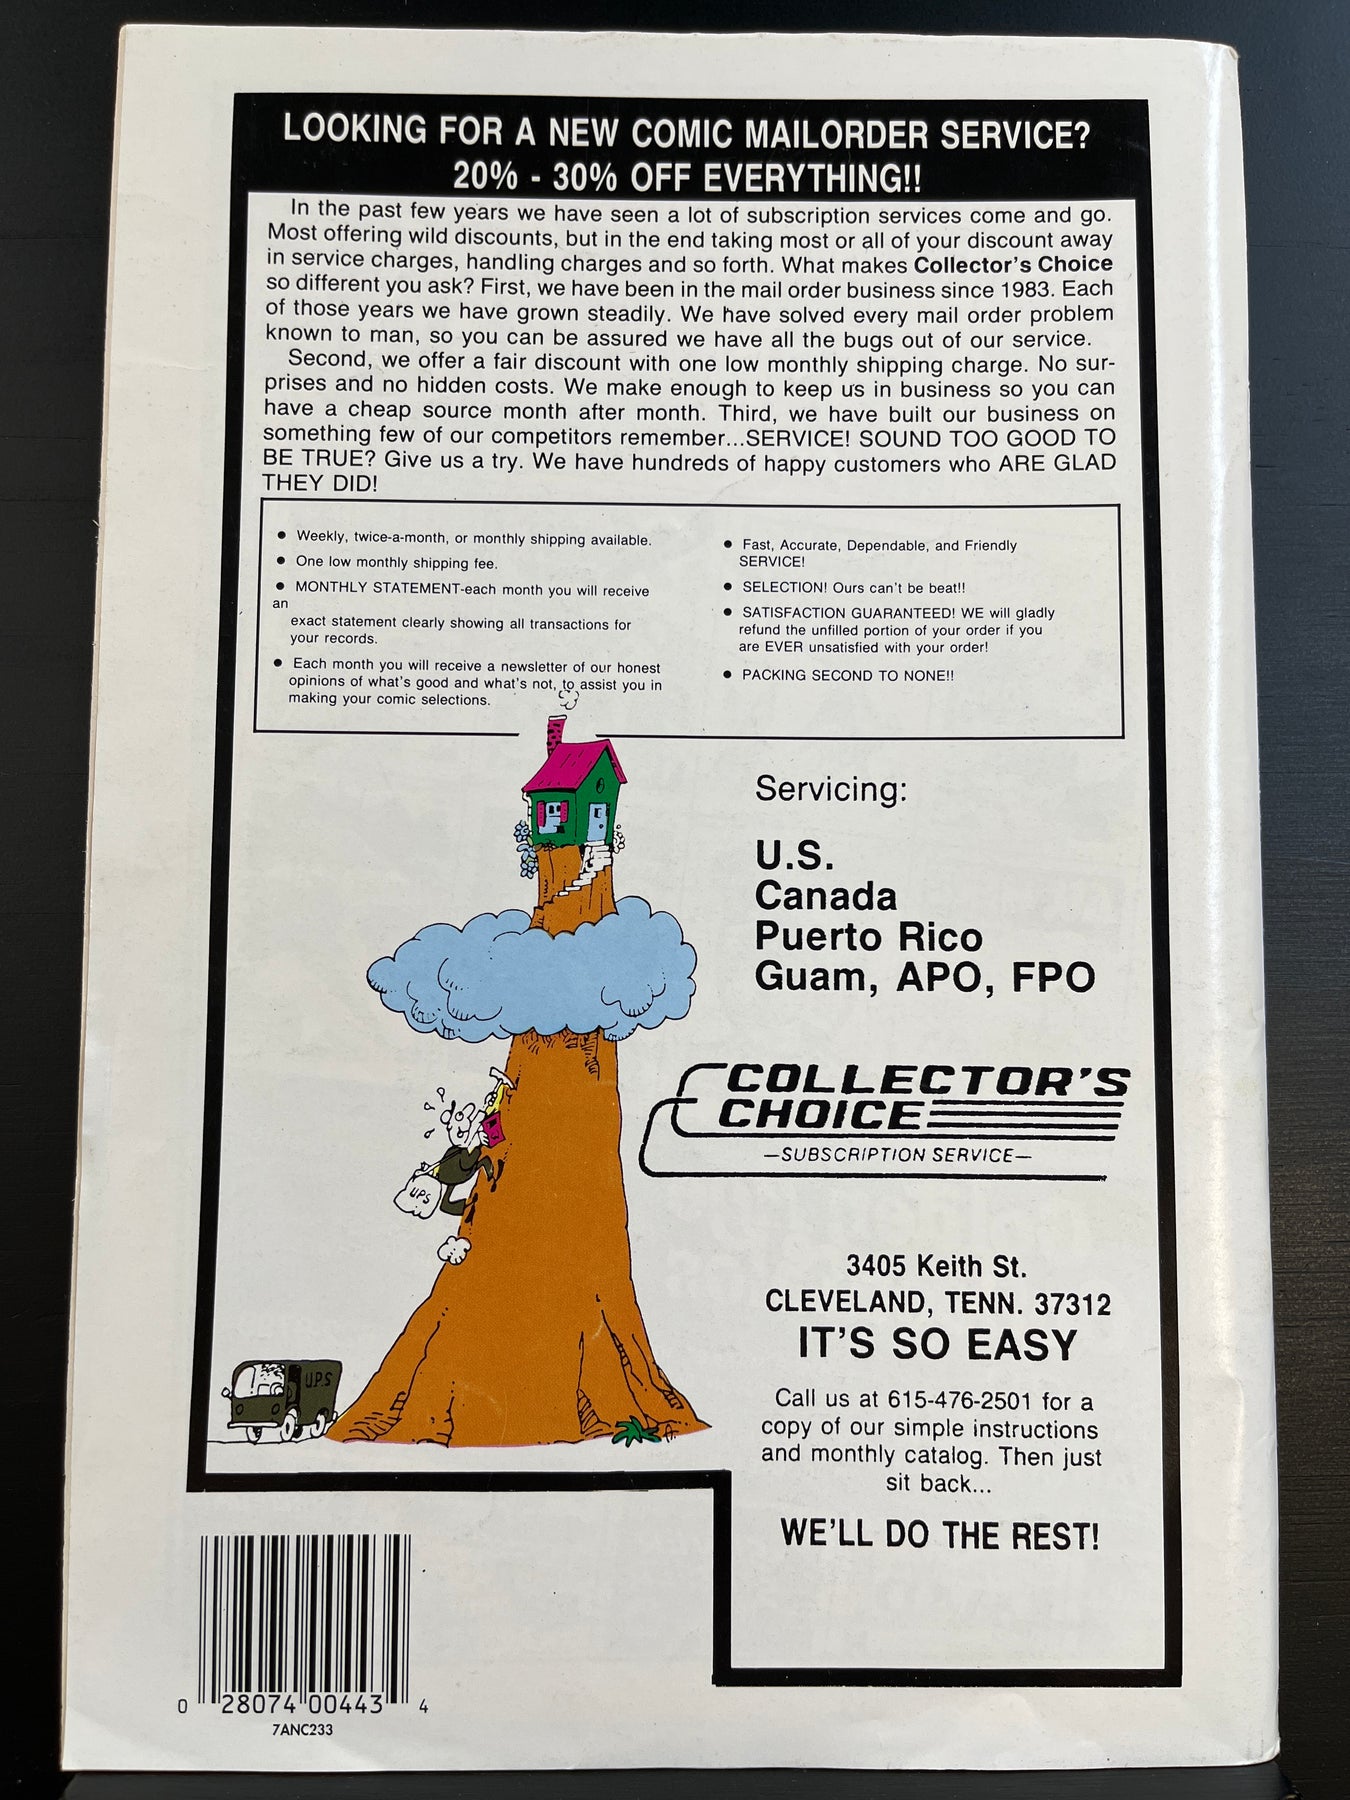 LOOKING FOR A NEW COMIC MAILORDER SERVICE?
20% - 30% OFF EVERYTHING!!
In the past few years we have seen a lot of subscription services come and go.
Most offering wild discounts, but in the end taking most or all of your discount away
in service charges, handling charges and so forth. What makes Collector's Choice
so different you ask? First, we have been in the mail order business since 1983. Each
of those years we have grown steadily. We have solved every mail order problem
known to man, so you can be assured we have all the bugs out of our service.
Second, we offer a fair discount with one low monthly shipping charge. No sur-
prises and no hidden costs. We make enough to keep us in business so you can
have a cheap source month after month. Third, we have built our business on
something few of our competitors remember...SERVICE! SOUND TOO GOOD TO
BE TRUE? Give us a try. We have hundreds of happy customers who ARE GLAD
THEY DID!
• Weekly, twice-a-month, or monthly shipping available.
• One low monthly shipping fee.
• MONTHLY STATEMENT-each month you will receive
an
exact statement clearly showing all transactions for
your records.
• Each month you will receive a newsletter of our honest
opinions of what's good and what's not, to assist you in
making your comic selections.
• Fast, Accurate, Dependable, and Friendly
SERVICE!
• SELECTION! Ours can't be beat!!
• SATISFACTION GUARANTEED! WE will gladly
refund the unfilled portion of your order if you
are EVER unsatisfied with your order!
• PACKING SECOND TO NONE!!
Servicing:
U.S.
Canada
Puerto Rico
Guam, APO, FPO
COLLECTOR'S
CHOICE
—SUBSCRIPTION SERVICE—
UPS
3405 Keith St.
CLEVELAND, TENN. 37312
IT'S SO EASY
U.P.S
Call us at 615-476-2501 for a
copy of our simple instructions
and monthly catalog. Then just
sit back...
WE'LL DO THE REST!
0 28074 00443 4
7ANC233